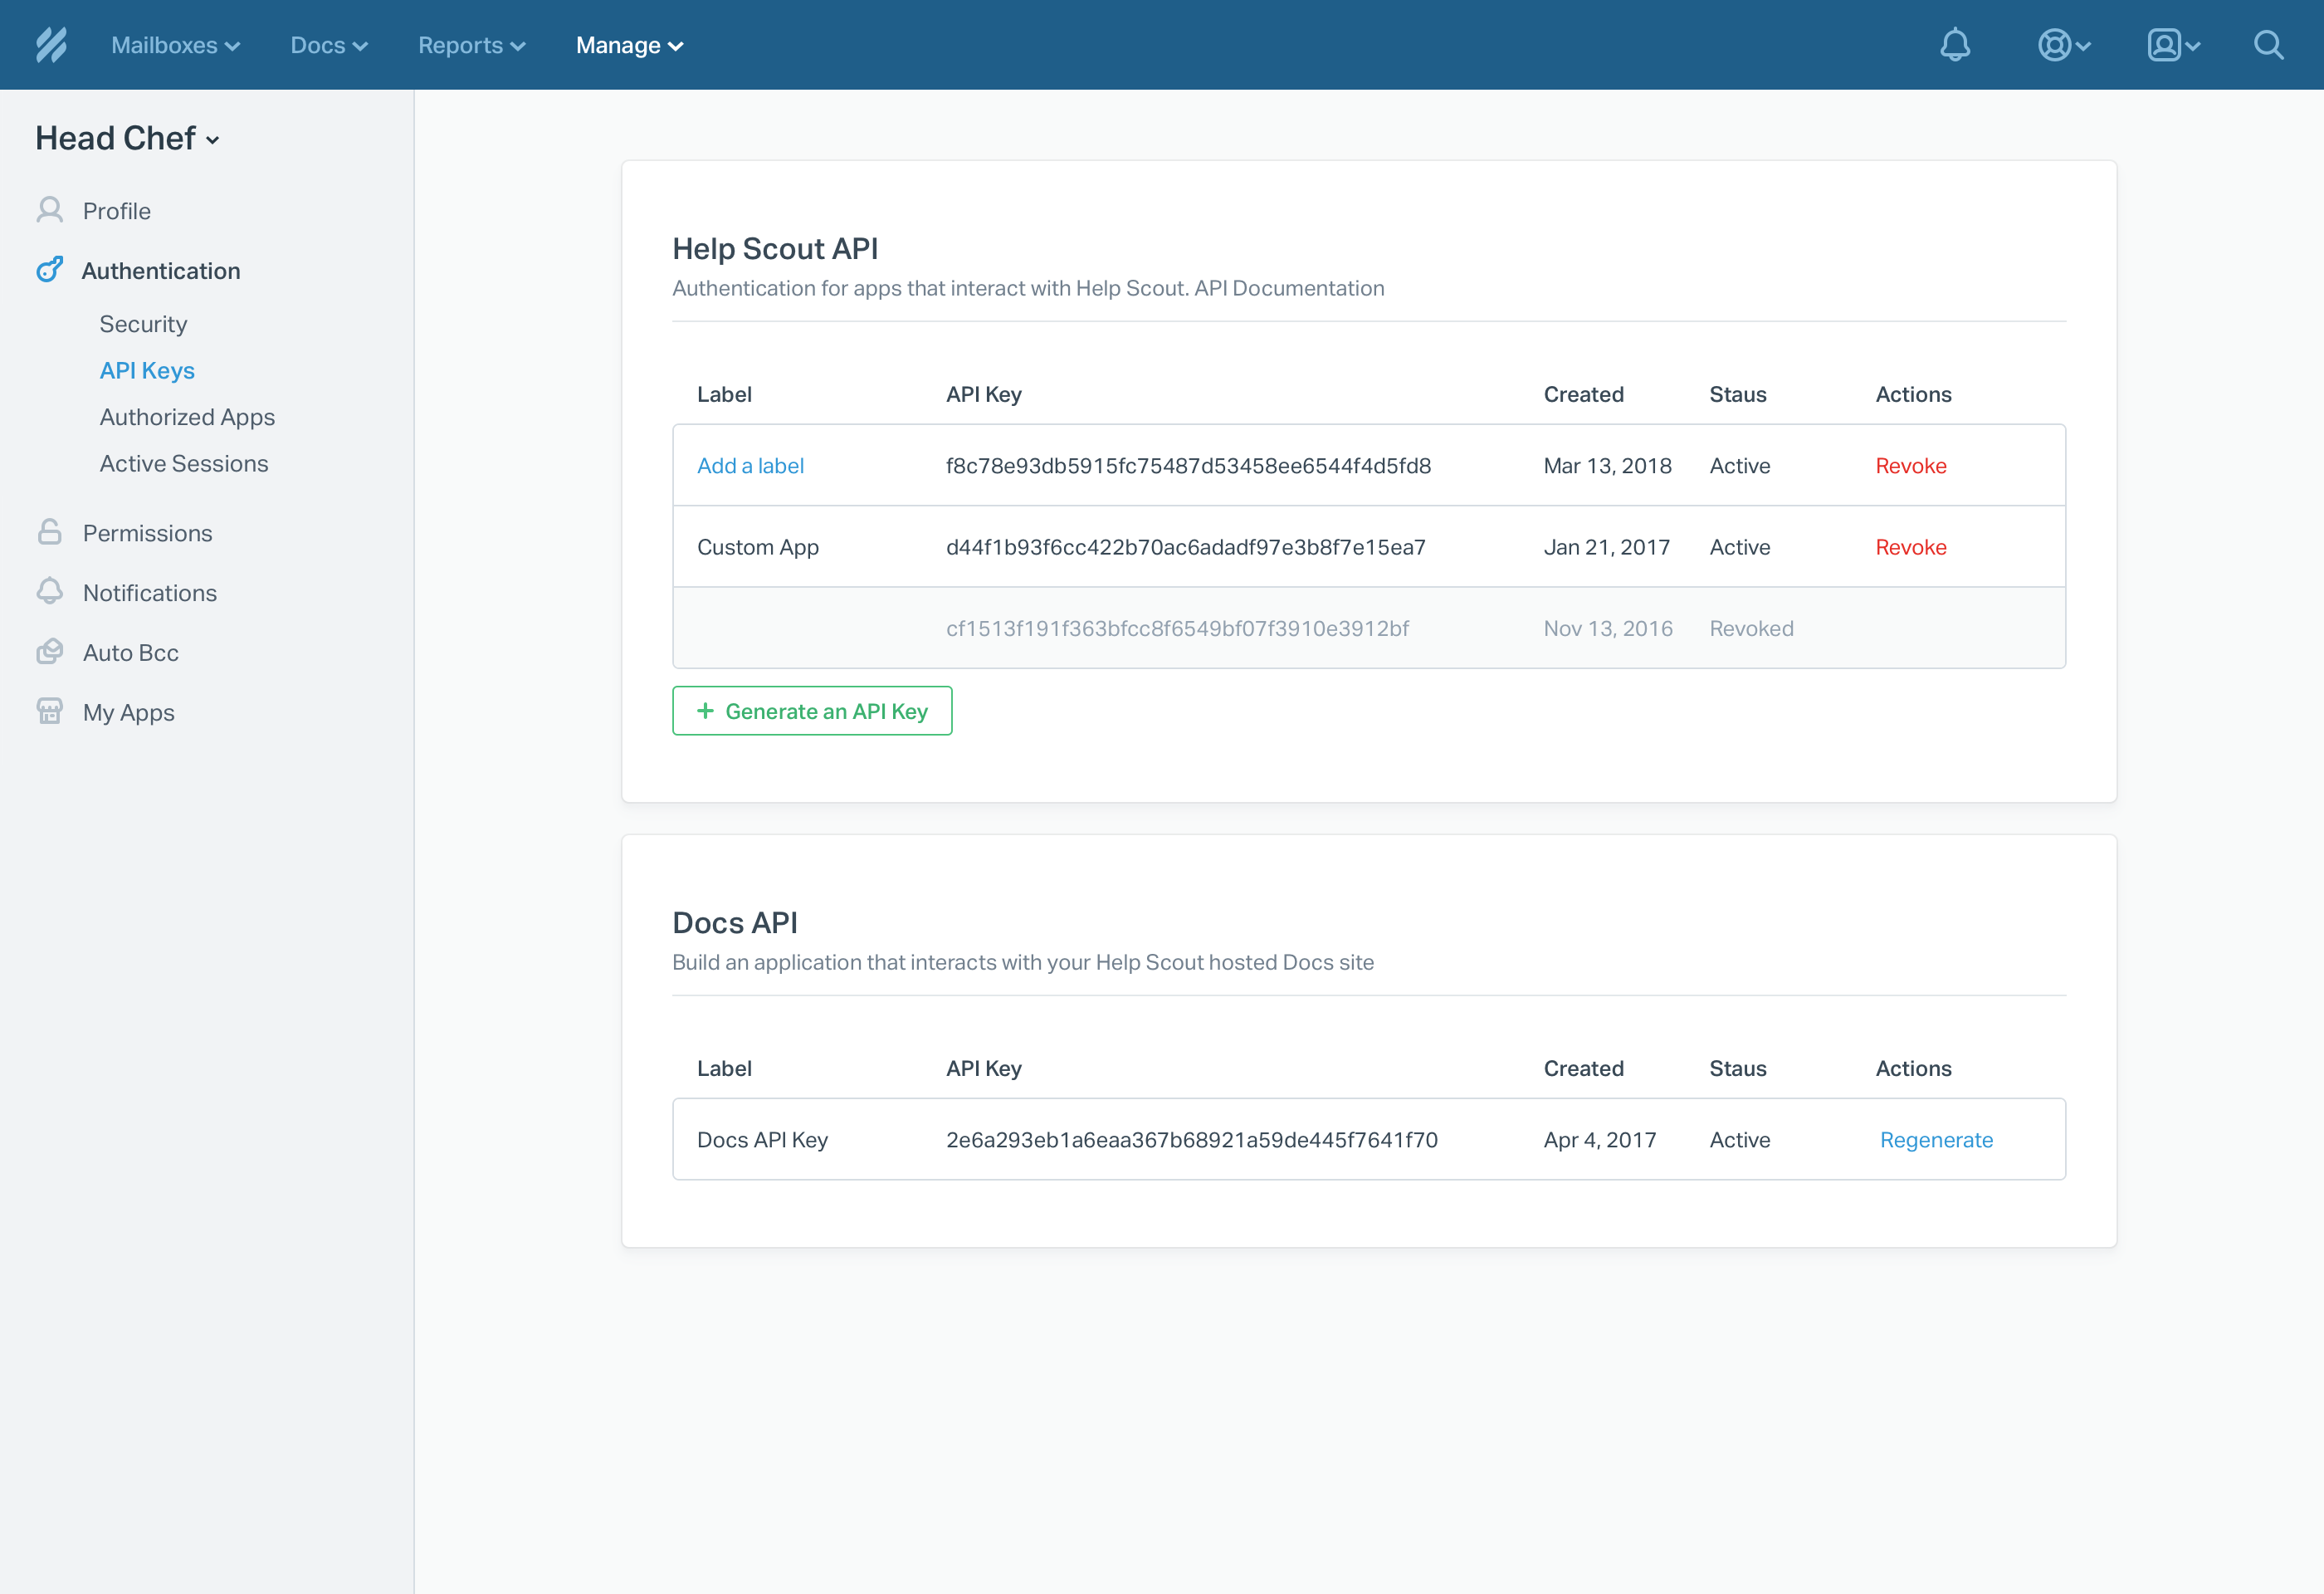 Mailboxes Docs Reports Manage
Head Chef
Profile
Authentication
Security
API Keys
Authorized Apps
Active Sessions
Permissions
Notifications
Auto Bcc
My Apps
Help Scout API
Authentication for apps that interact with Help Scout. API Documentation
Label API Key Created Staus Actions
Add a label f8c78e93db5915fc75487d53458ee6544f4d5fd8 Mar 13, 2018 Active Revoke
Custom App d44f1b93f6cc422b70ac6adadf97e3b8f7e15ea7 Jan 21, 2017 Active Revoke
cf1513f191f363bfcc8f6549bf07f3910e3912bf Nov 13, 2016 Revoked
+ Generate an API Key
Docs API
Build an application that interacts with your Help Scout hosted Docs site
Label API Key Created Staus Actions
Docs API Key 2e6a293eb1a6eaa367b68921a59de445f7641f70 Apr 4, 2017 Active Regenerate